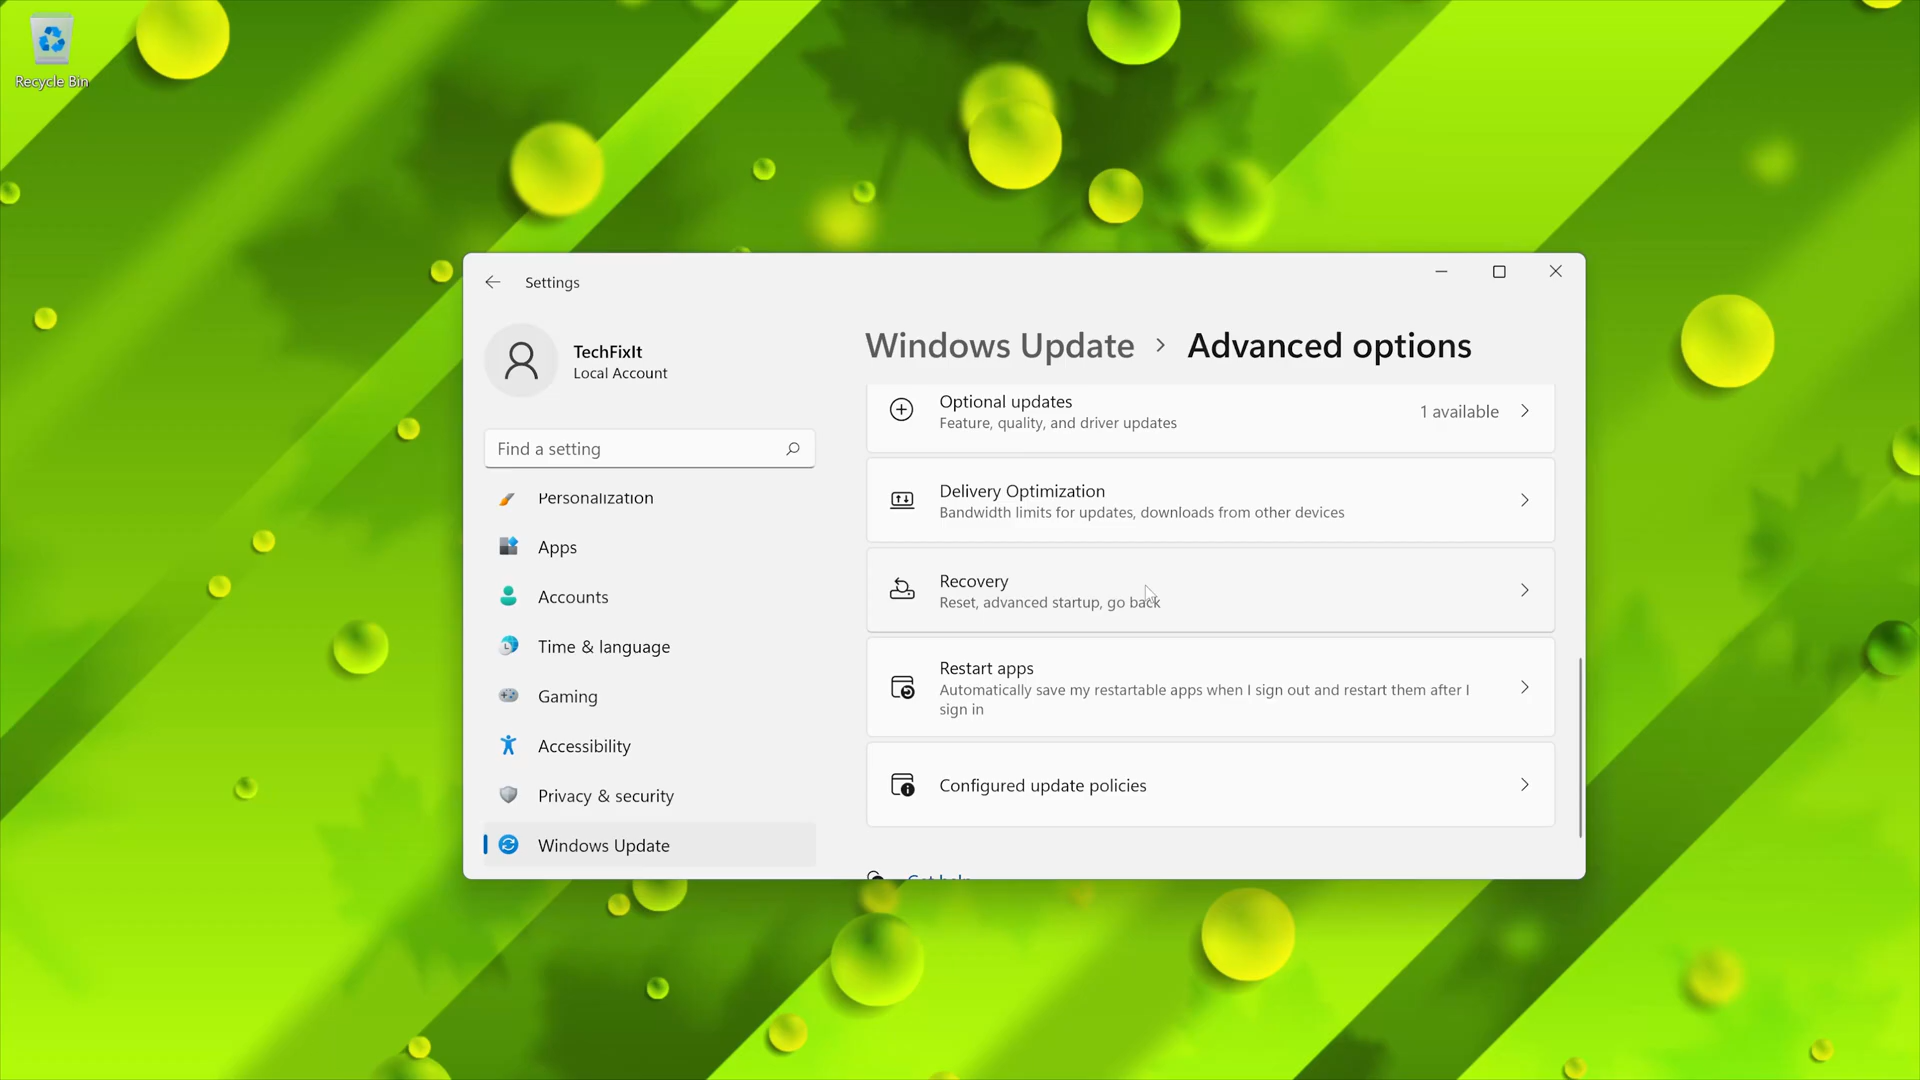 Recycle Bin
Settings
TechFixIt
Local Account
Find a setting
Personalization
Apps
Accounts
Time & language
Gaming
Accessibility
Privacy & security
Windows Update
Windows Update > Advanced options
Optional updates
Feature, quality, and driver updates
1 available
Delivery Optimization
Bandwidth limits for updates, downloads from other devices
Recovery
Reset, advanced startup, go back
Restart apps
Automatically save my restartable apps when I sign out and restart them after I
sign in
Configured update policies
Get help